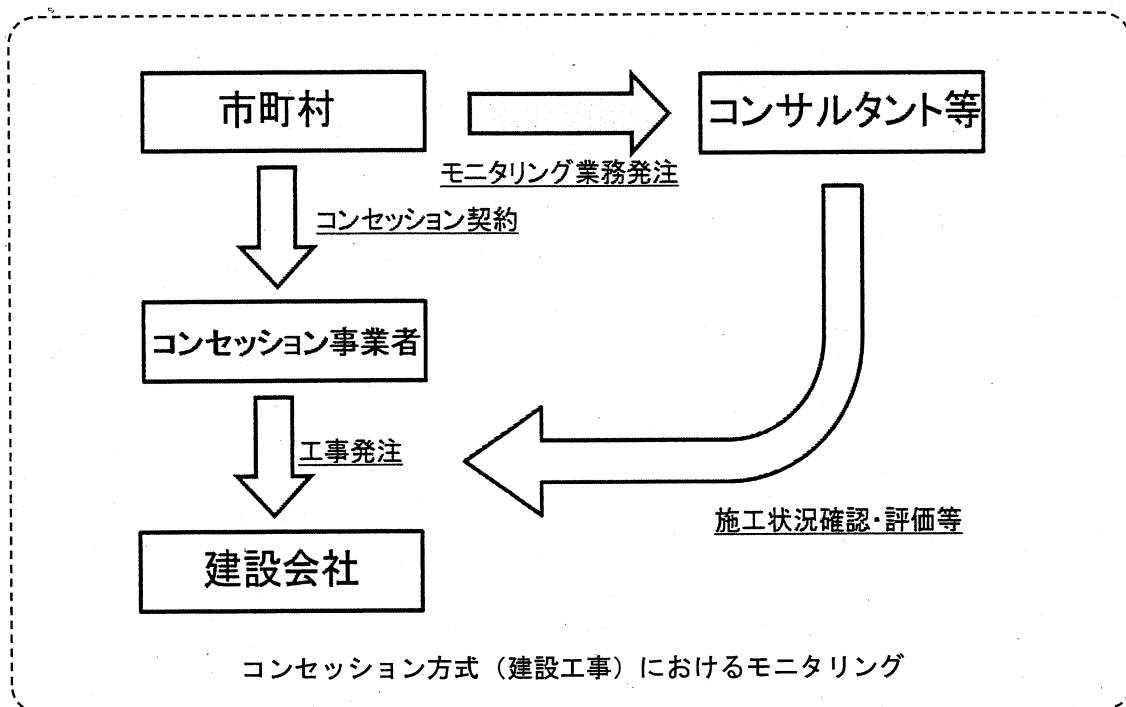 市町村
コンサルタント等
モニタリング業務発注
コンセッション契約
コンセッション事業者
工事発注
施工状況確認・評価等
建設会社
コンセッション方式（建設工事）におけるモニタリング